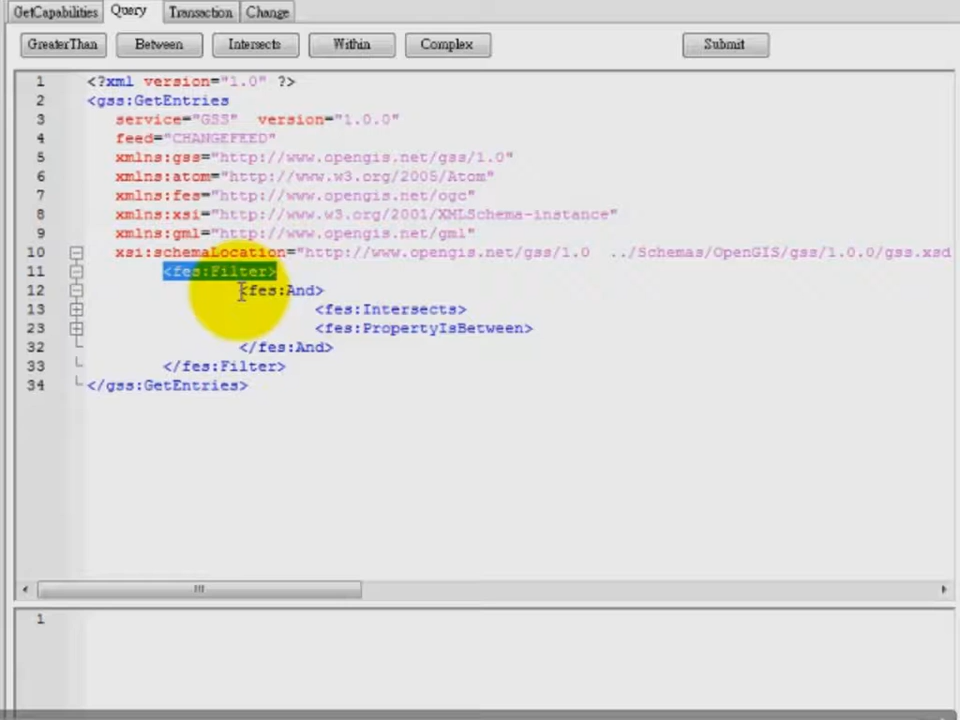 GetCapabilities Query Transaction Change
GreaterThan Between Intersects Within Complex Submit
1 <?xml version="1.0" ?>
2 <gss:GetEntries
3 service="GSS" version="1.0.0"
4 feed="CHANGEFEED"
5 xmlns:gss="http://www.opengis.net/gss/1.0"
6 xmlns:atom="http://www.w3.org/2005/Atom"
7 xmlns:fes="http://www.opengis.net/ogc"
8 xmlns:xsi="http://www.w3.org/2001/XMLSchema-instance"
9 xmlns:gml="http://www.opengis.net/gml"
10 xsi:schemaLocation="http://www.opengis.net/gss/1.0 ../Schemas/OpenGIS/gss/1.0.0/gss.xsd
11 <fes:Filter>
12 <fes:And>
13 <fes:Intersects>
23 <fes:PropertyIsBetween>
32 </fes:And>
33 </fes:Filter>
34 </gss:GetEntries>
1